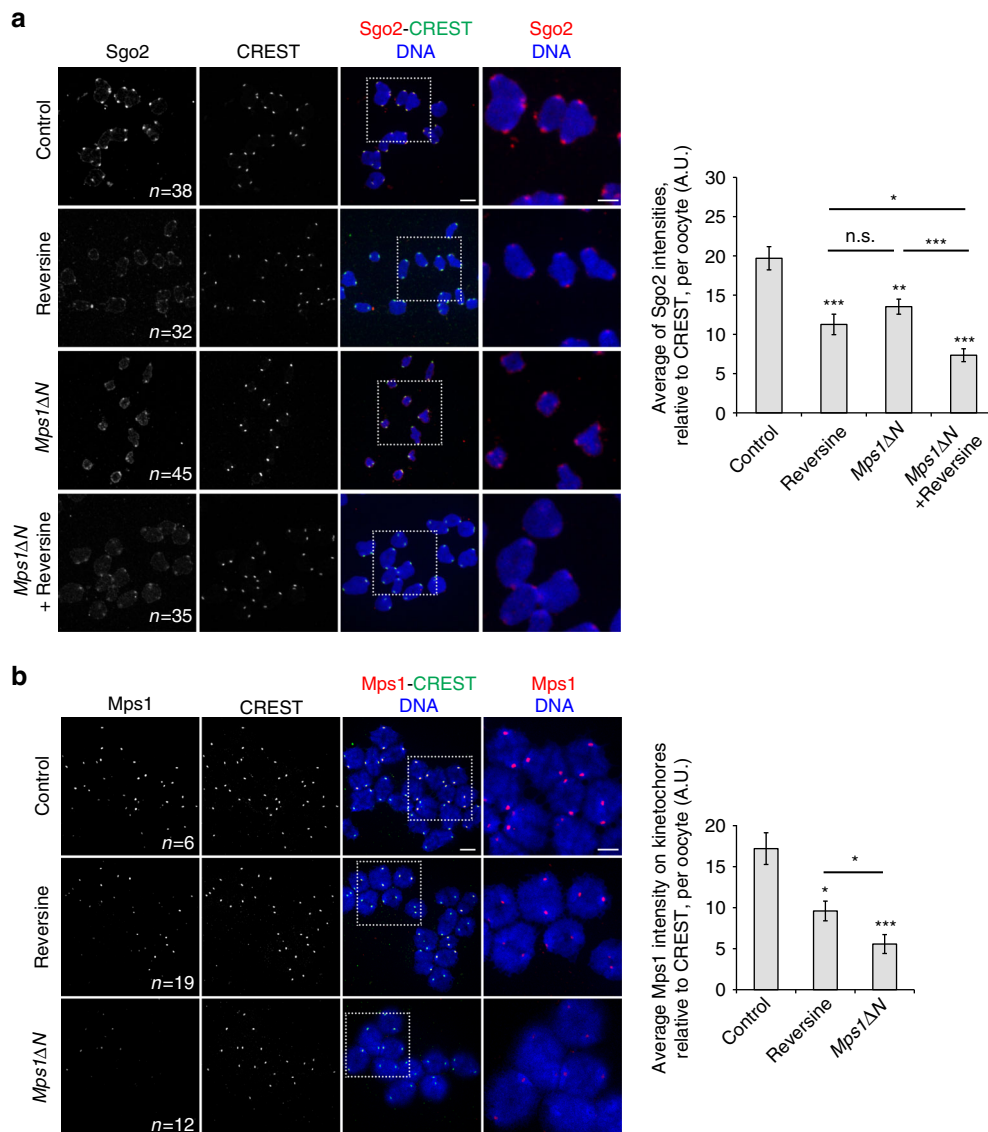 a
Sgo2
CREST
Sgo2-CREST
DNA
Sgo2
DNA
Control
n=38
Reversine
n=32
Mps1ΔN
n=45
Mps1ΔN
+ Reversine
n=35
Average of Sgo2 intensities,
relative to CREST, per oocyte (A.U.)
30
25
20
15
10
5
0
*
n.s.
***
***
**
***
Control
Reversine
Mps1ΔN
Mps1ΔN
+Reversine
b
Mps1
CREST
Mps1-CREST
DNA
Mps1
DNA
Control
n=6
Reversine
n=19
Mps1ΔN
n=12
Average Mps1 intensity on kinetochores
relative to CREST, per oocyte (A.U.)
20
15
10
5
0
*
*
***
Control
Reversine
Mps1ΔN